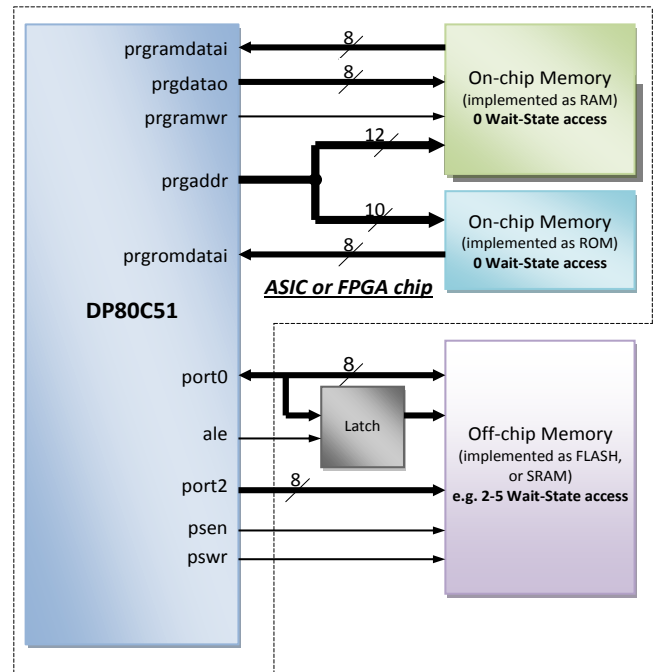 prgramdatai
8
prgdatao
8
prgramwr
12
prgaddr
10
prgromdatai
8
On-chip Memory
(implemented as RAM)
0 Wait-State access
On-chip Memory
(implemented as ROM)
0 Wait-State access
ASIC or FPGA chip
DP80C51
port0
8
ale
Latch
port2
8
psen
pswr
Off-chip Memory
(implemented as FLASH,
or SRAM)
e.g. 2-5 Wait-State access